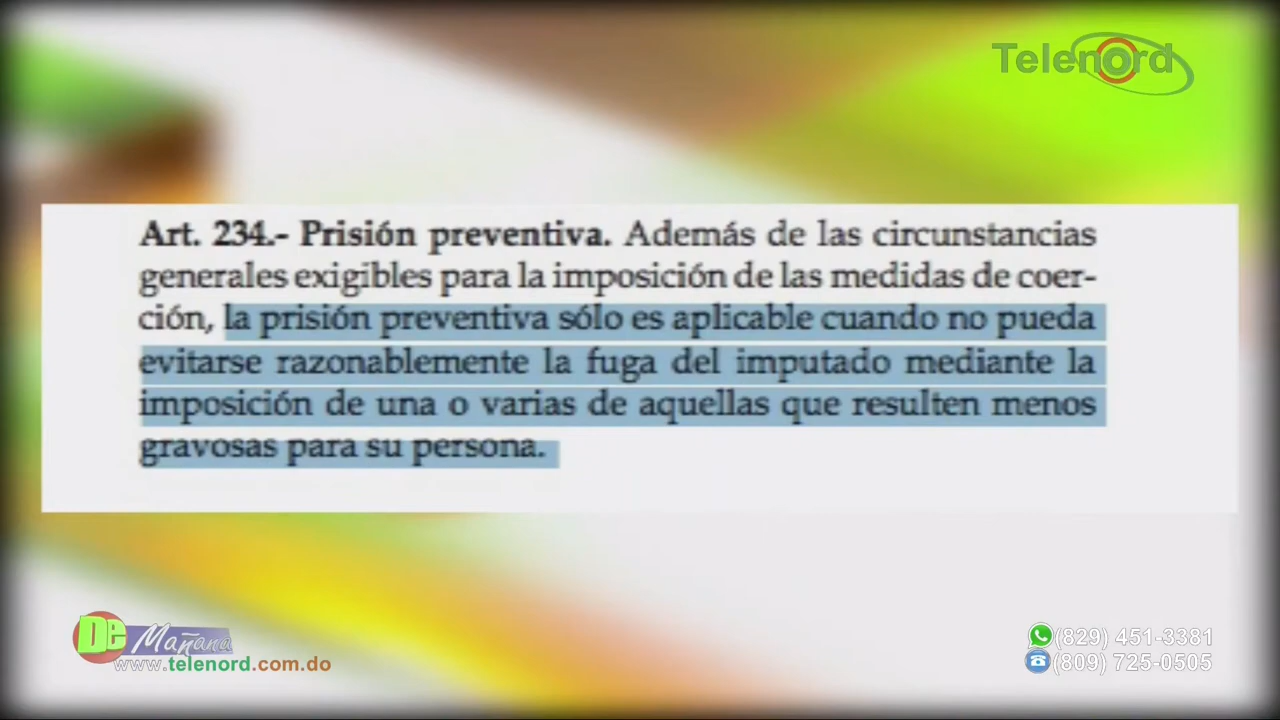 Telenord
Art. 234.- Prisión preventiva. Además de las circunstancias
generales exigibles para la imposición de las medidas de coer-
ción, la prisión preventiva sólo es aplicable cuando no pueda
evitarse razonablemente la fuga del imputado mediante la
imposición de una o varias de aquellas que resulten menos
gravosas para su persona.
De Mañana
www.telenord.com.do
(829) 451-3381
(809) 725-0505